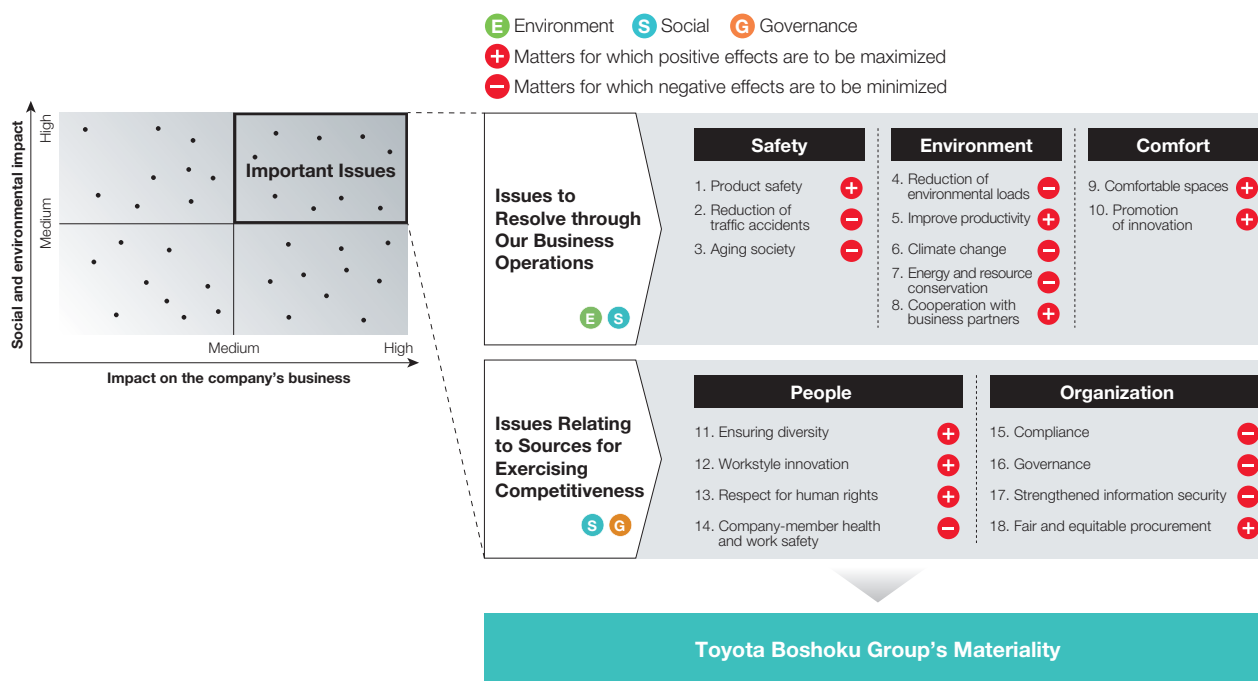 E Environment S Social G Governance
+ Matters for which positive effects are to be maximized
− Matters for which negative effects are to be minimized
Social and environmental impact
High
Medium
Important Issues
Medium
High
Impact on the company's business
Issues to
Resolve through
Our Business
Operations
E S
Safety
1. Product safety +
2. Reduction of
traffic accidents −
3. Aging society −
Environment
4. Reduction of
environmental loads −
5. Improve productivity +
6. Climate change −
7. Energy and resource
conservation −
8. Cooperation with
business partners +
Comfort
9. Comfortable spaces +
10. Promotion
of innovation +
Issues Relating
to Sources for
Exercising
Competitiveness
S G
People
11. Ensuring diversity +
12. Workstyle innovation +
13. Respect for human rights +
14. Company-member health
and work safety −
Organization
15. Compliance −
16. Governance −
17. Strengthened information security −
18. Fair and equitable procurement +
Toyota Boshoku Group's Materiality